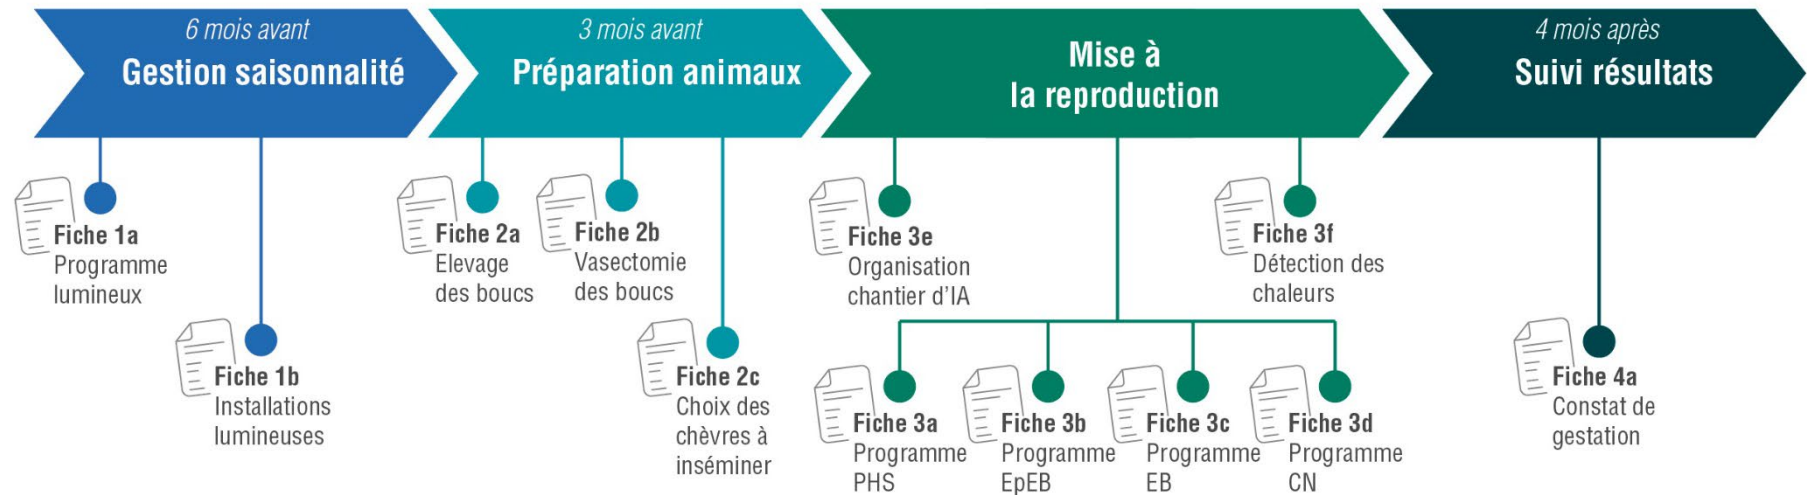 6 mois avant
Gestion saisonnalité
3 mois avant
Préparation animaux
Mise à
la reproduction
4 mois après
Suivi résultats
Fiche 1a
Programme
lumineux
Fiche 1b
Installations
lumineuses
Fiche 2a
Elevage
des boucs
Fiche 2b
Vasectomie
des boucs
Fiche 2c
Choix des
chèvres à
inséminer
Fiche 3e
Organisation
chantier d'IA
Fiche 3f
Détection des
chaleurs
Fiche 3a
Programme
PHS
Fiche 3b
Programme
EpEB
Fiche 3c
Programme
EB
Fiche 3d
Programme
CN
Fiche 4a
Constat de
gestation